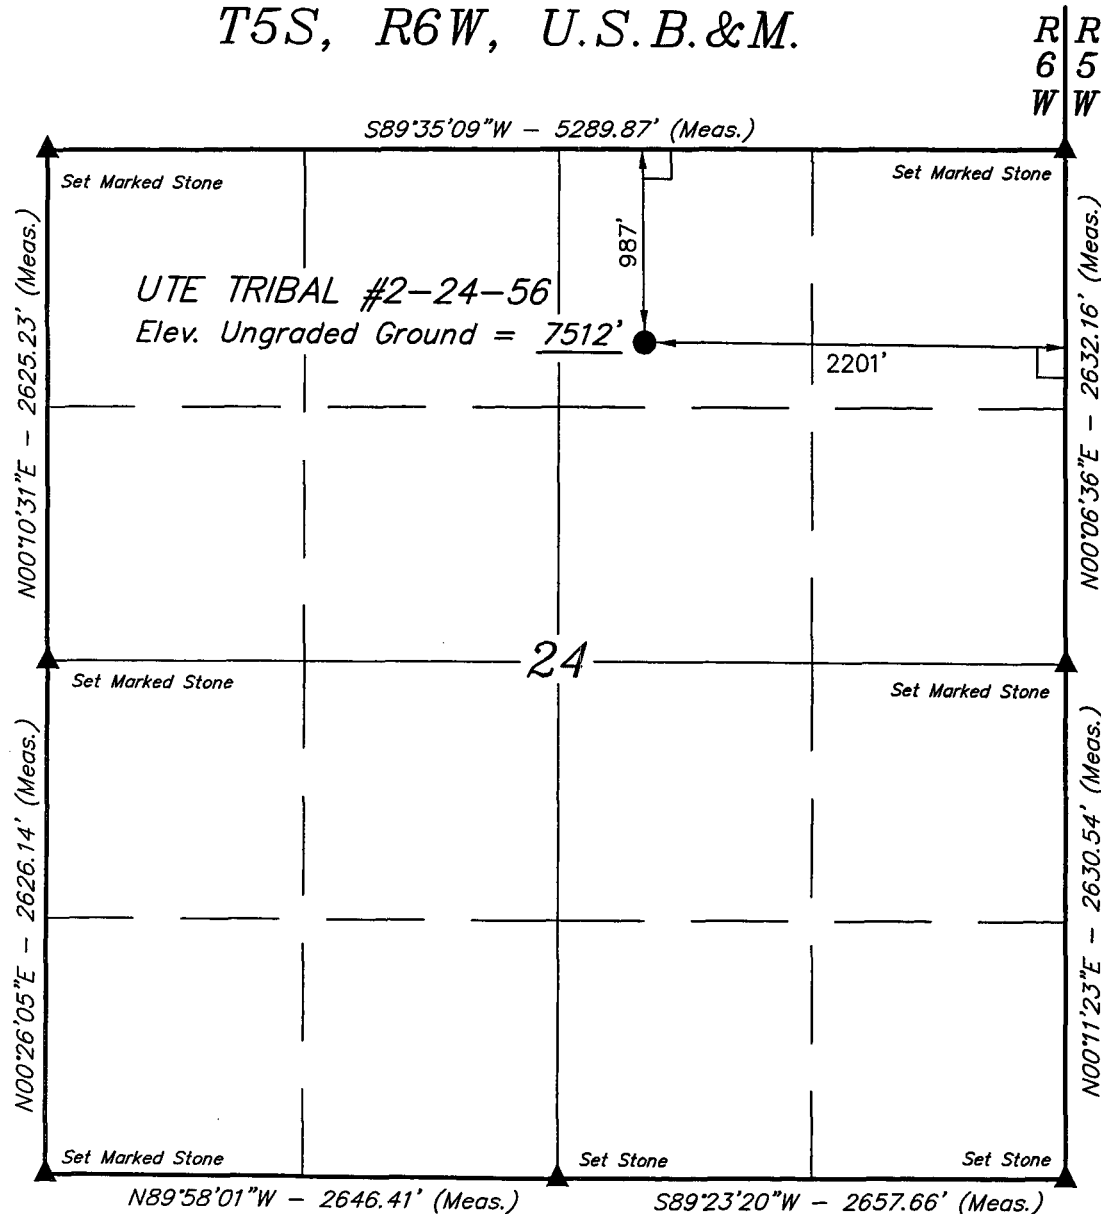 T5S, R6W, U.S.B.&M.
R R
6 5
W W
S89°35'09"W - 5289.87' (Meas.)
Set Marked Stone
Set Marked Stone
N00°10'31"E - 2625.23' (Meas.)
987'
N00°06'36"E - 2632.16' (Meas.)
UTE TRIBAL #2-24-56
Elev. Ungraded Ground = 7512'
2201'
24
Set Marked Stone
Set Marked Stone
N00°26'05"E - 2626.14' (Meas.)
N00°11'23"E - 2630.54' (Meas.)
Set Marked Stone
Set Stone
Set Stone
N89°58'01"W - 2646.41' (Meas.)
S89°23'20"W - 2657.66' (Meas.)